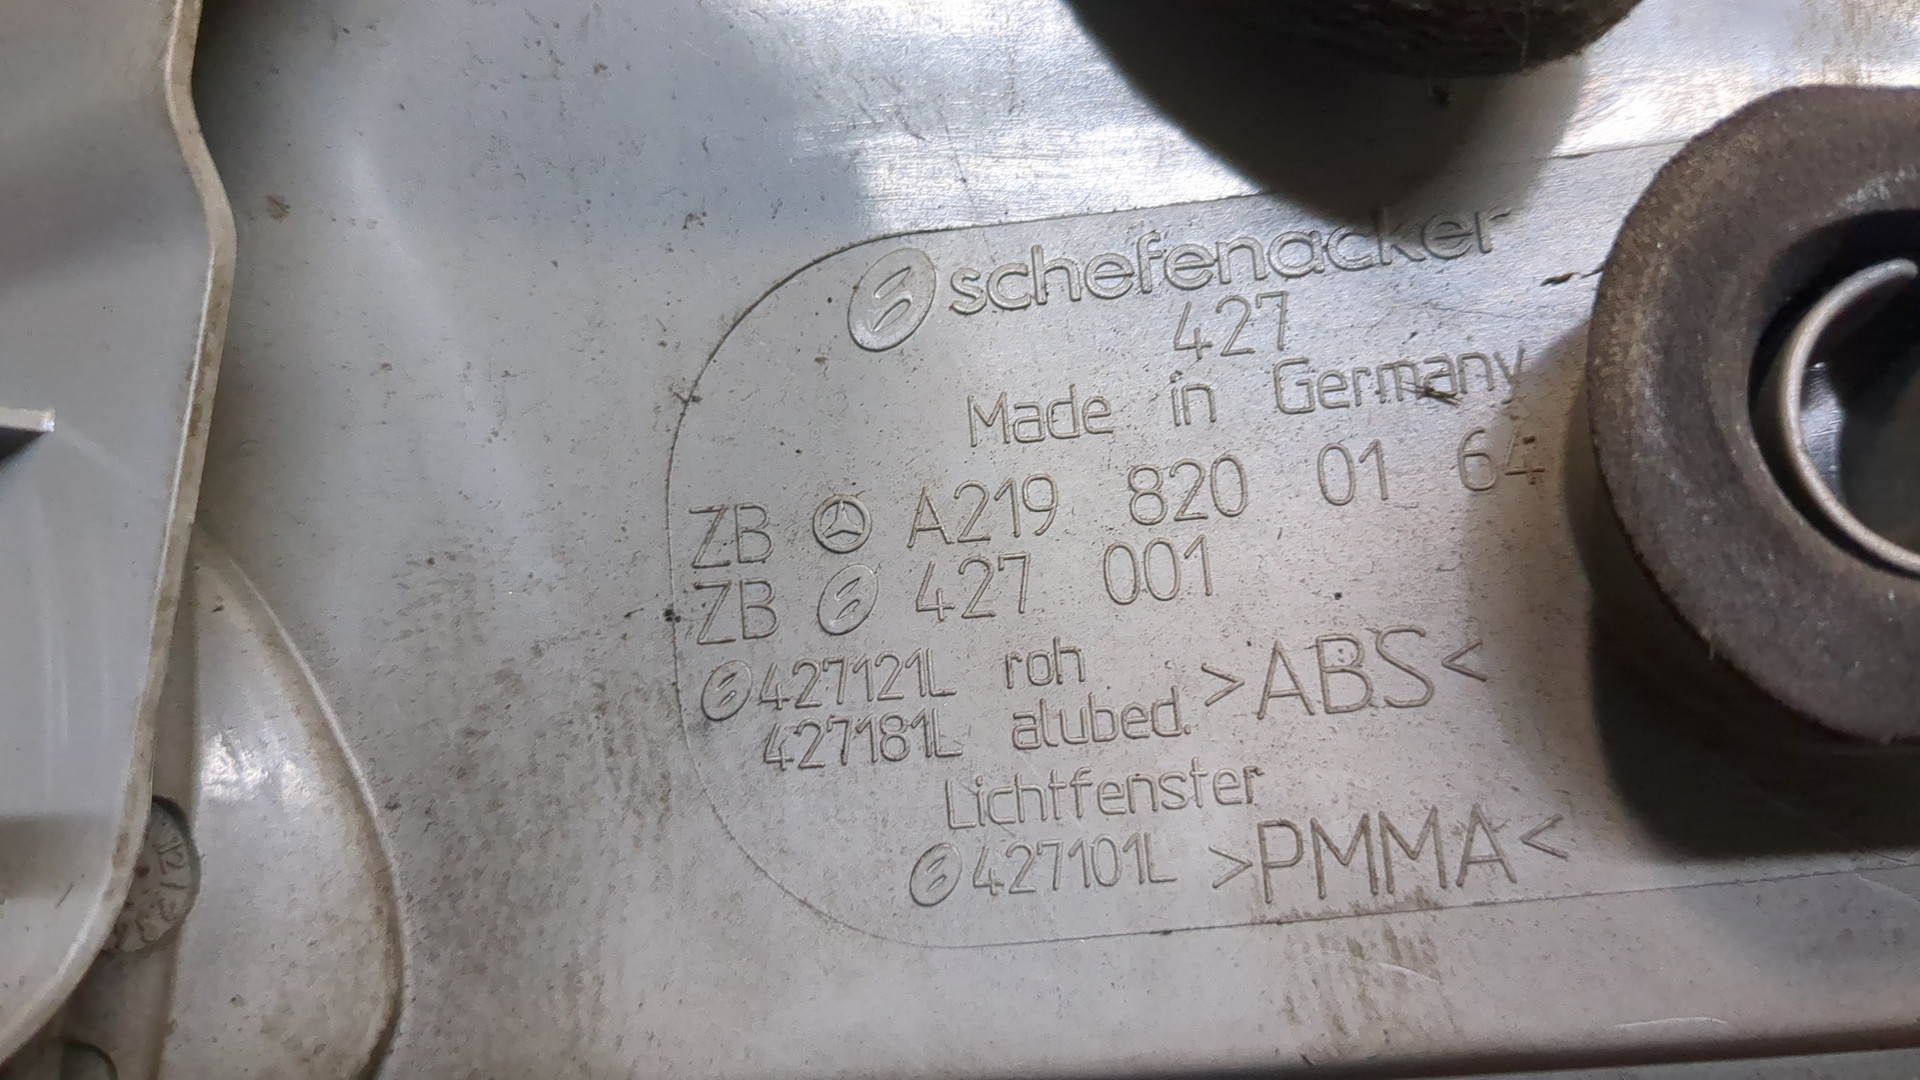 schefenacker
427
Made in Germany
ZB A219 820 01 64
ZB 427 001
427121L roh >ABS<
427181L alubed.
Lichtfenster
427101L >PMMA<